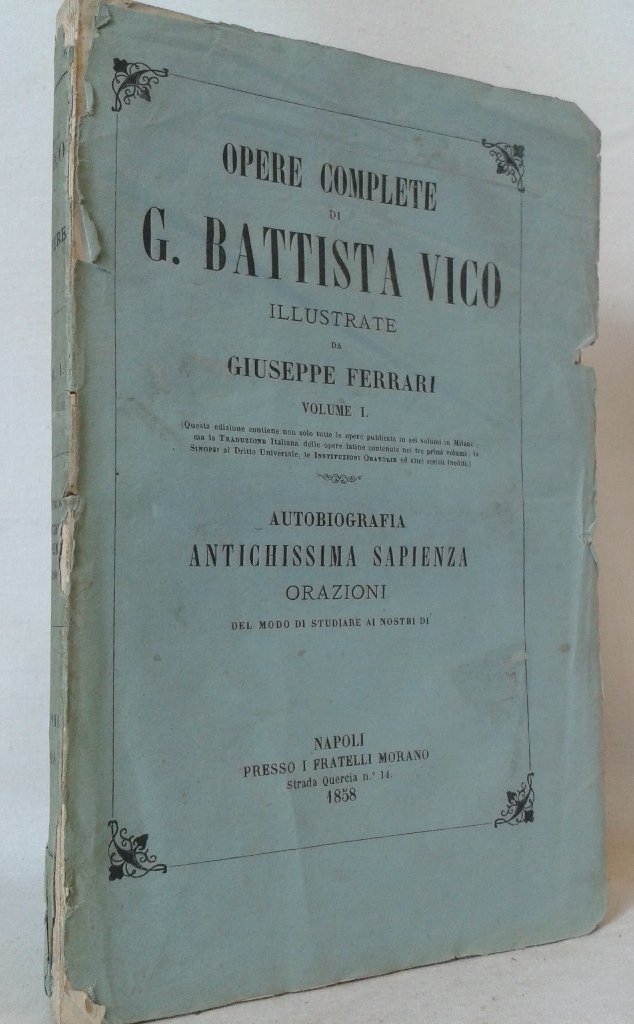 OPERE COMPLETE
DI
G. BATTISTA VICO
ILLUSTRATE
DA
GIUSEPPE FERRARI
VOLUME I.
(Questa edizione contiene non solo tutte le opere pubblicate in sei volumi in Milano,
ma la TRADUZIONE Italiana delle opere latine contenute nei tre primi volumi, la
SINOPSI al Dritto Universale, le INSTITUZIONI ORATORIE ed altri scritti inediti.)
AUTOBIOGRAFIA
ANTICHISSIMA SAPIENZA
ORAZIONI
DEL MODO DI STUDIARE AI NOSTRI DI'
NAPOLI
PRESSO I FRATELLI MORANO
Strada Quercia n.° 14.
1858